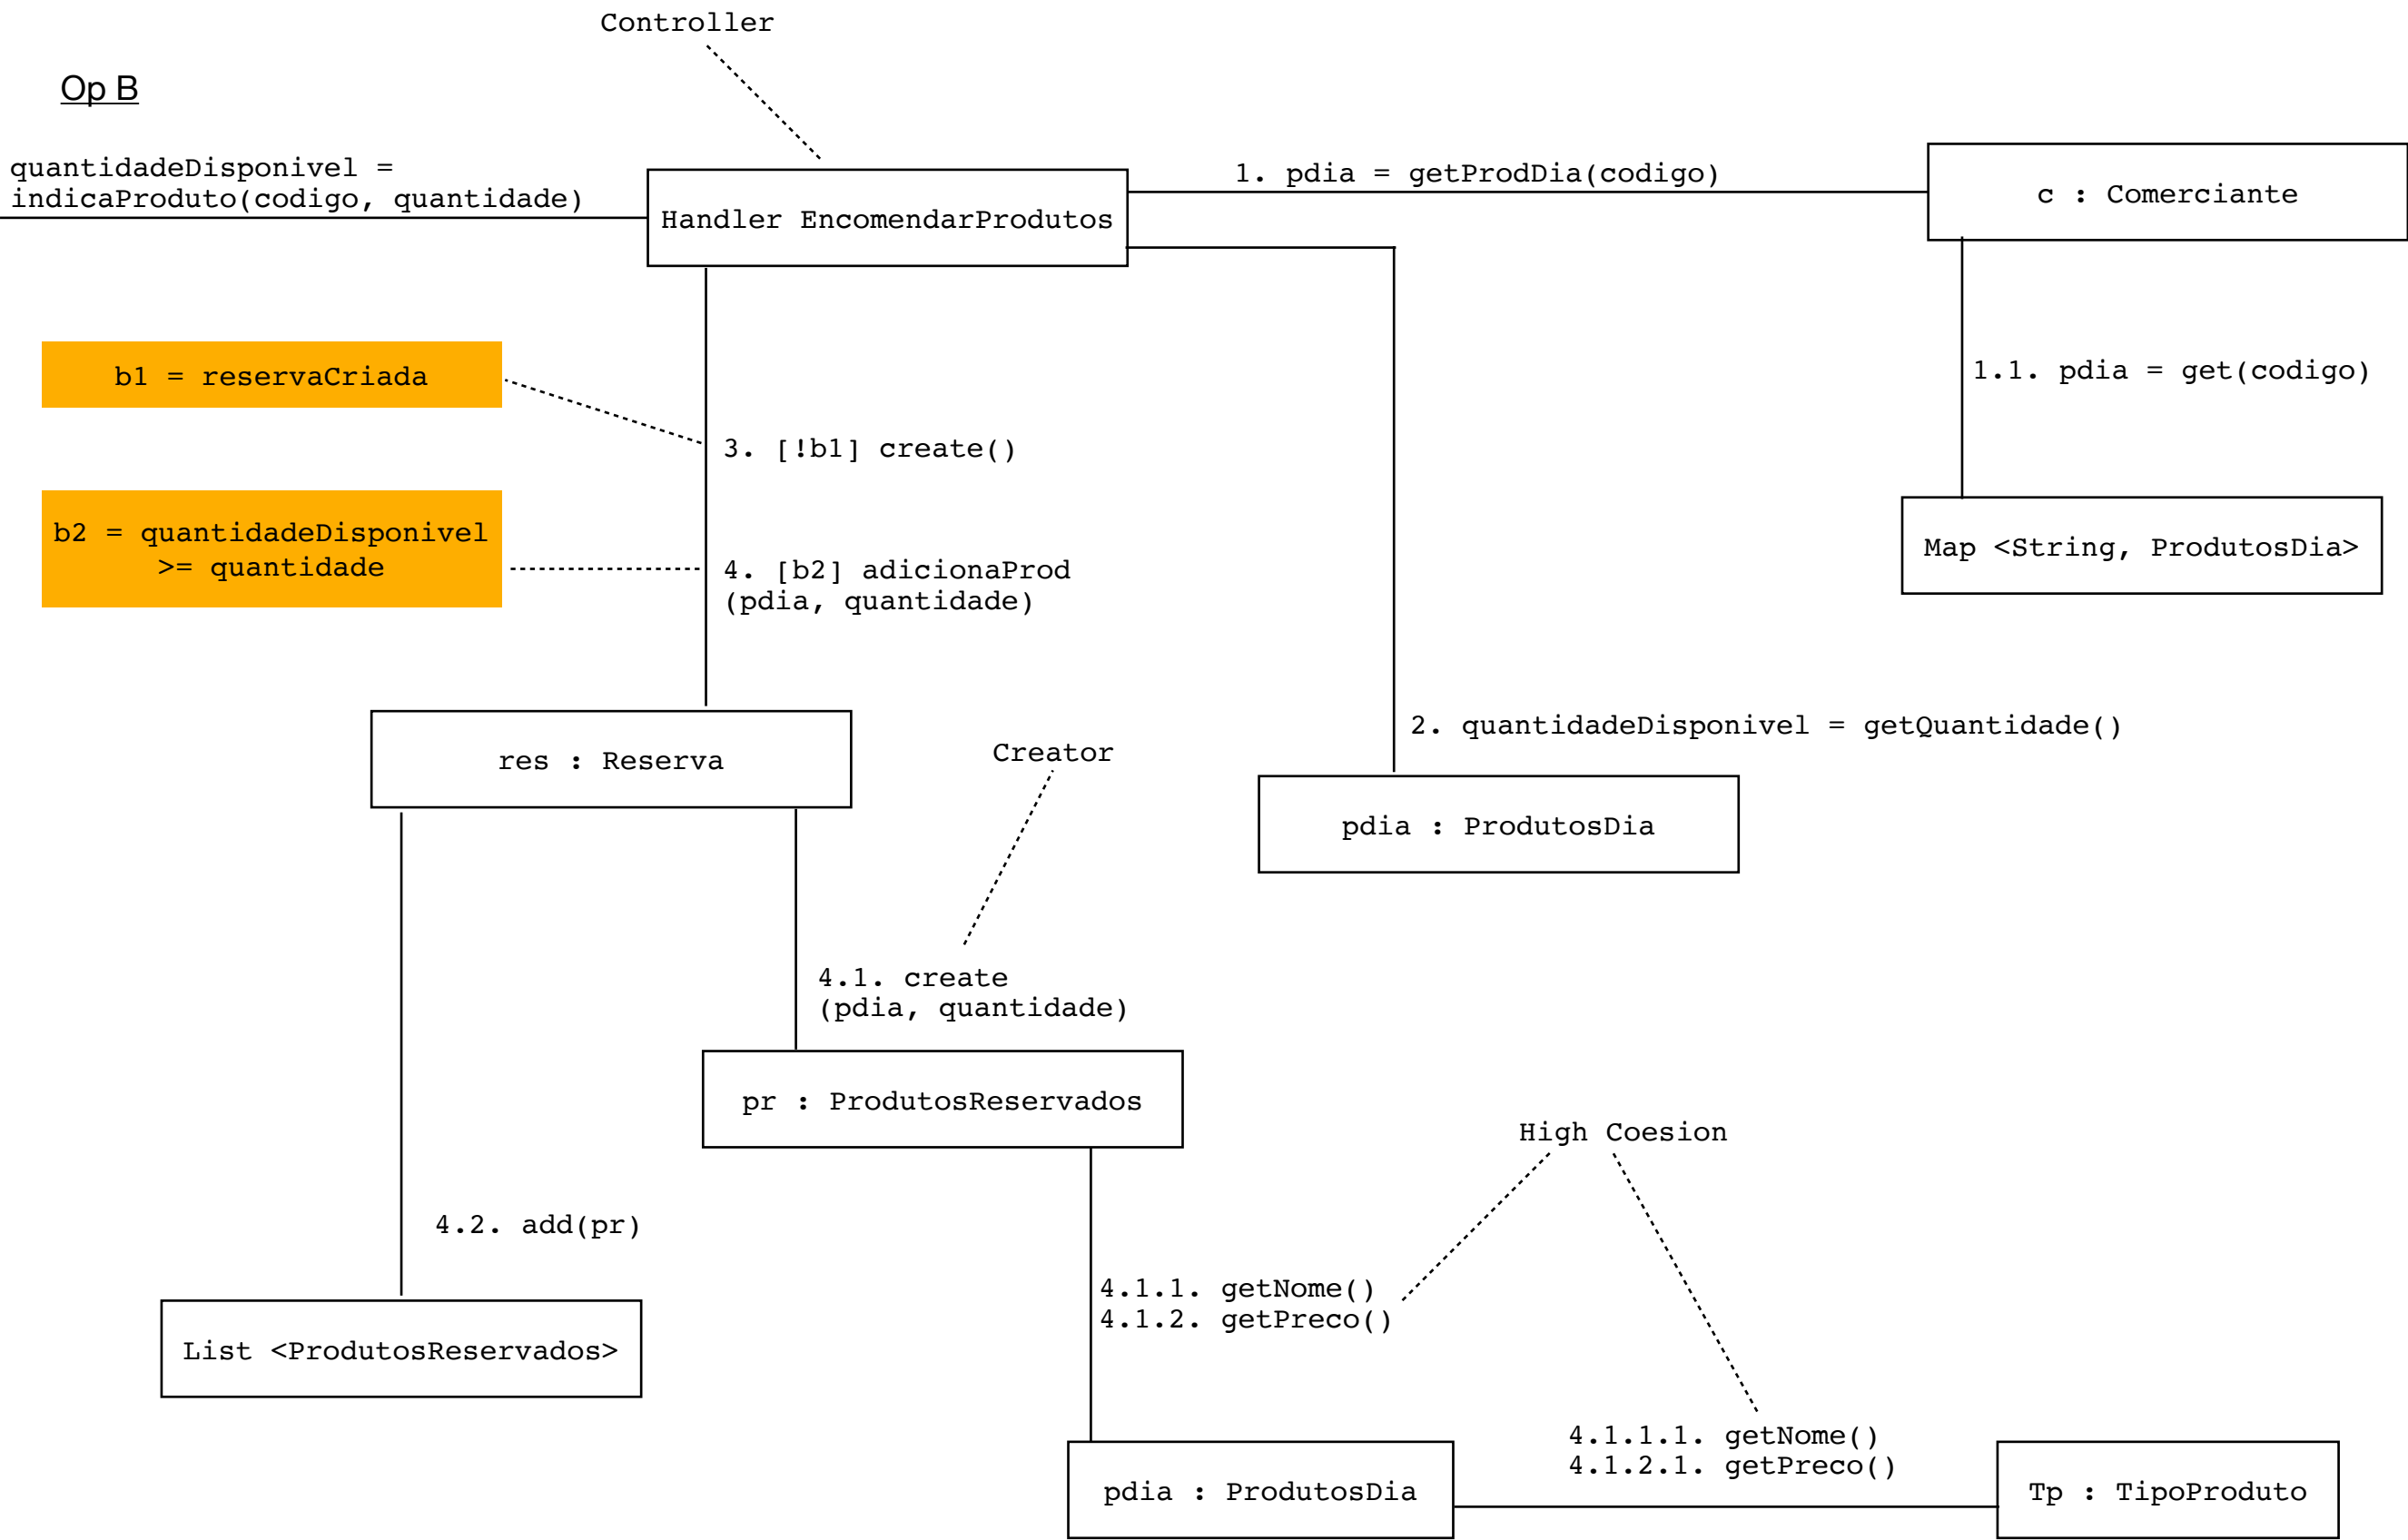 Controller
Op B
quantidadeDisponivel =
indicaProduto(codigo, quantidade)
Handler EncomendarProdutos
1. pdia = getProdDia(codigo)
c : Comerciante
b1 = reservaCriada
1.1. pdia = get(codigo)
3. [!b1] create()
b2 = quantidadeDisponivel
>= quantidade
4. [b2] adicionaProd
(pdia, quantidade)
Map <String, ProdutosDia>
res : Reserva
Creator
2. quantidadeDisponivel = getQuantidade()
pdia : ProdutosDia
4.1. create
(pdia, quantidade)
pr : ProdutosReservados
High Coesion
4.2. add(pr)
4.1.1. getNome()
4.1.2. getPreco()
List <ProdutosReservados>
4.1.1.1. getNome()
4.1.2.1. getPreco()
pdia : ProdutosDia
Tp : TipoProduto